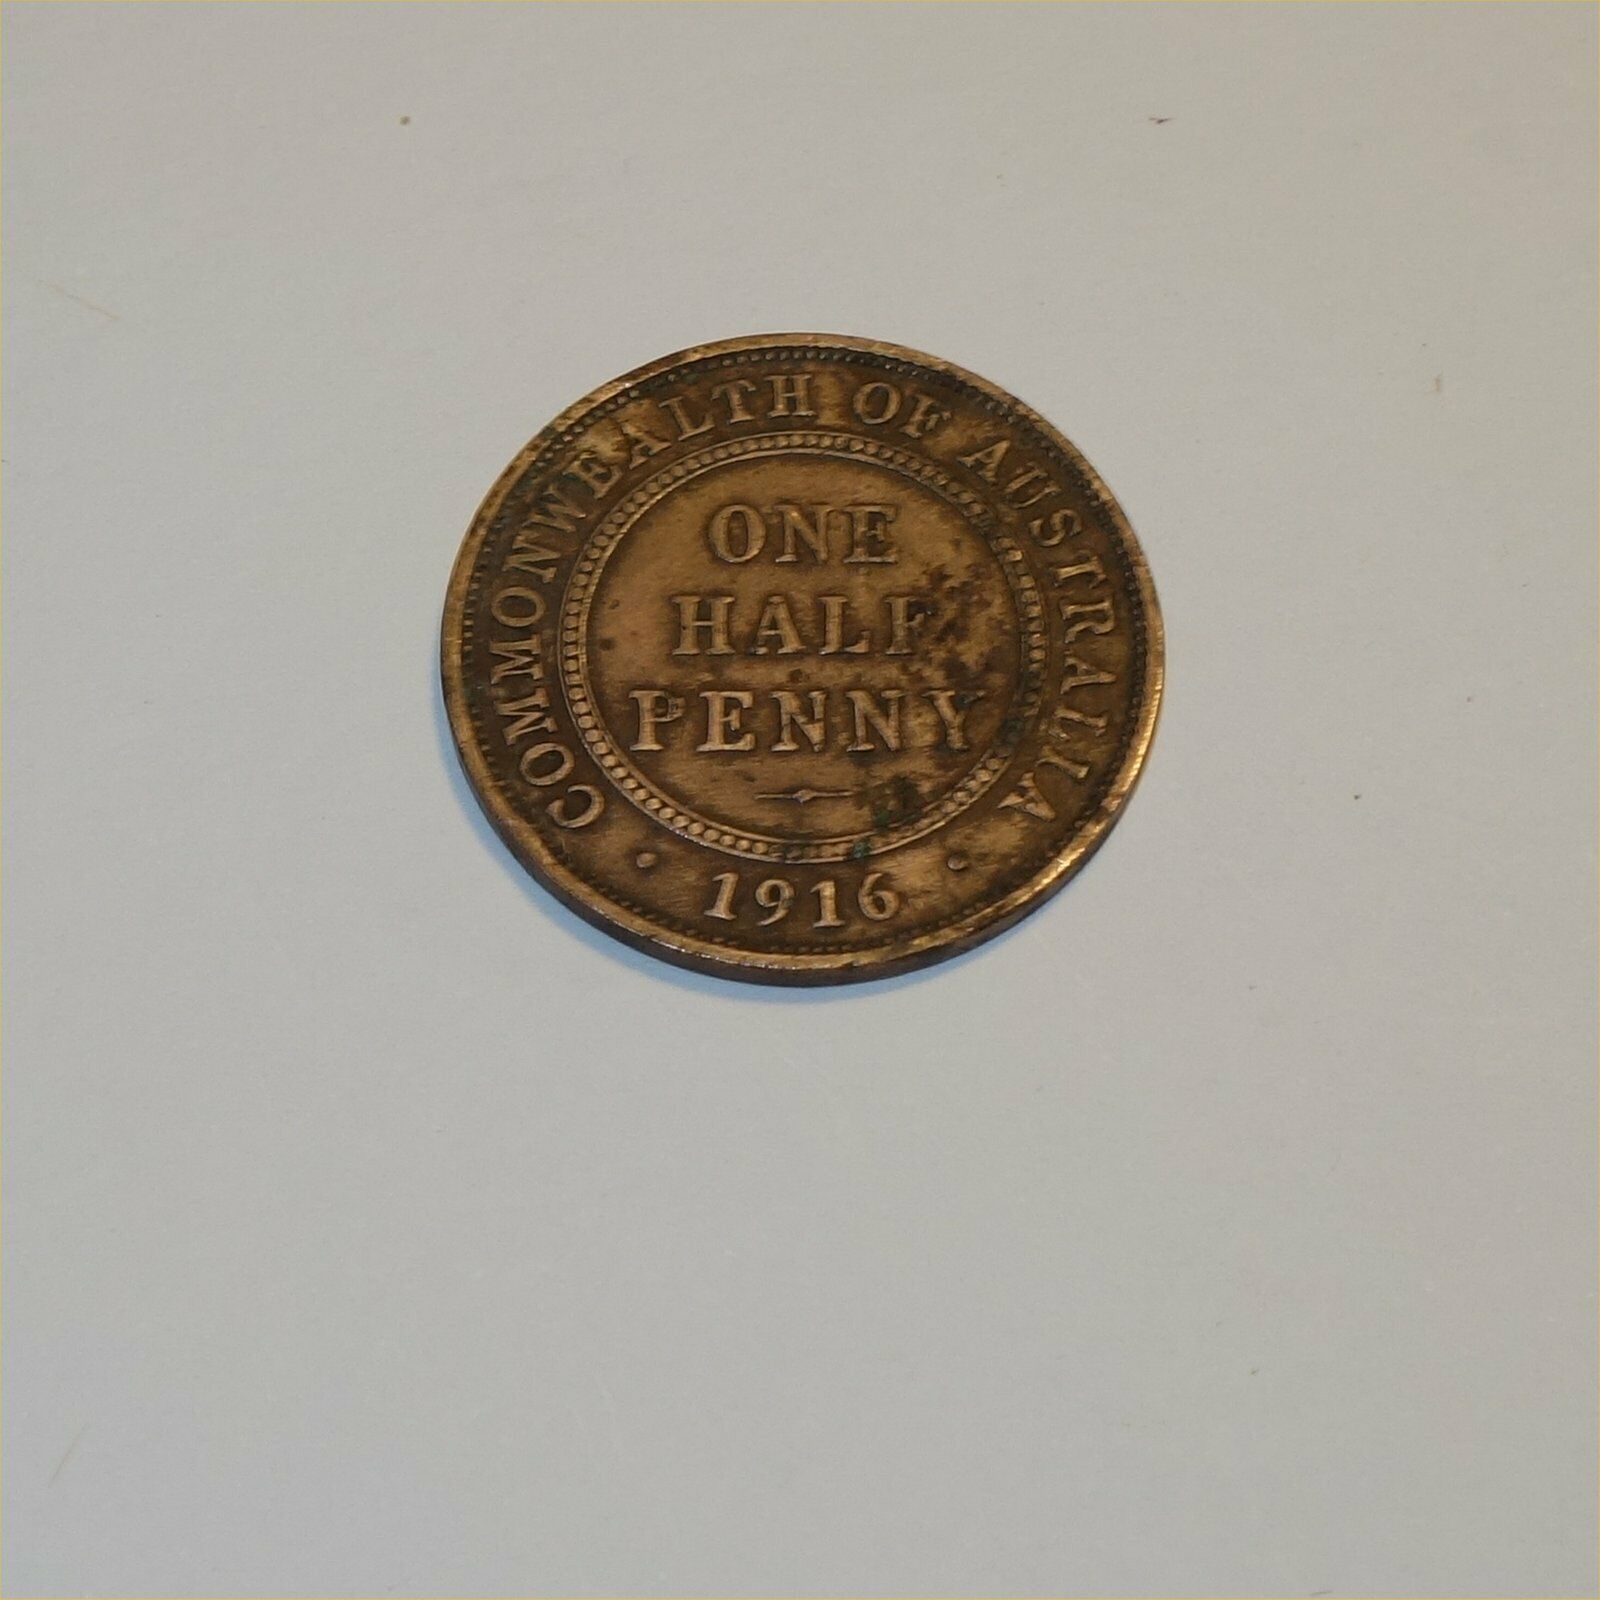 COMMONWEALTH OF AUSTRALIA
ONE
HALF
PENNY
· 1916 ·